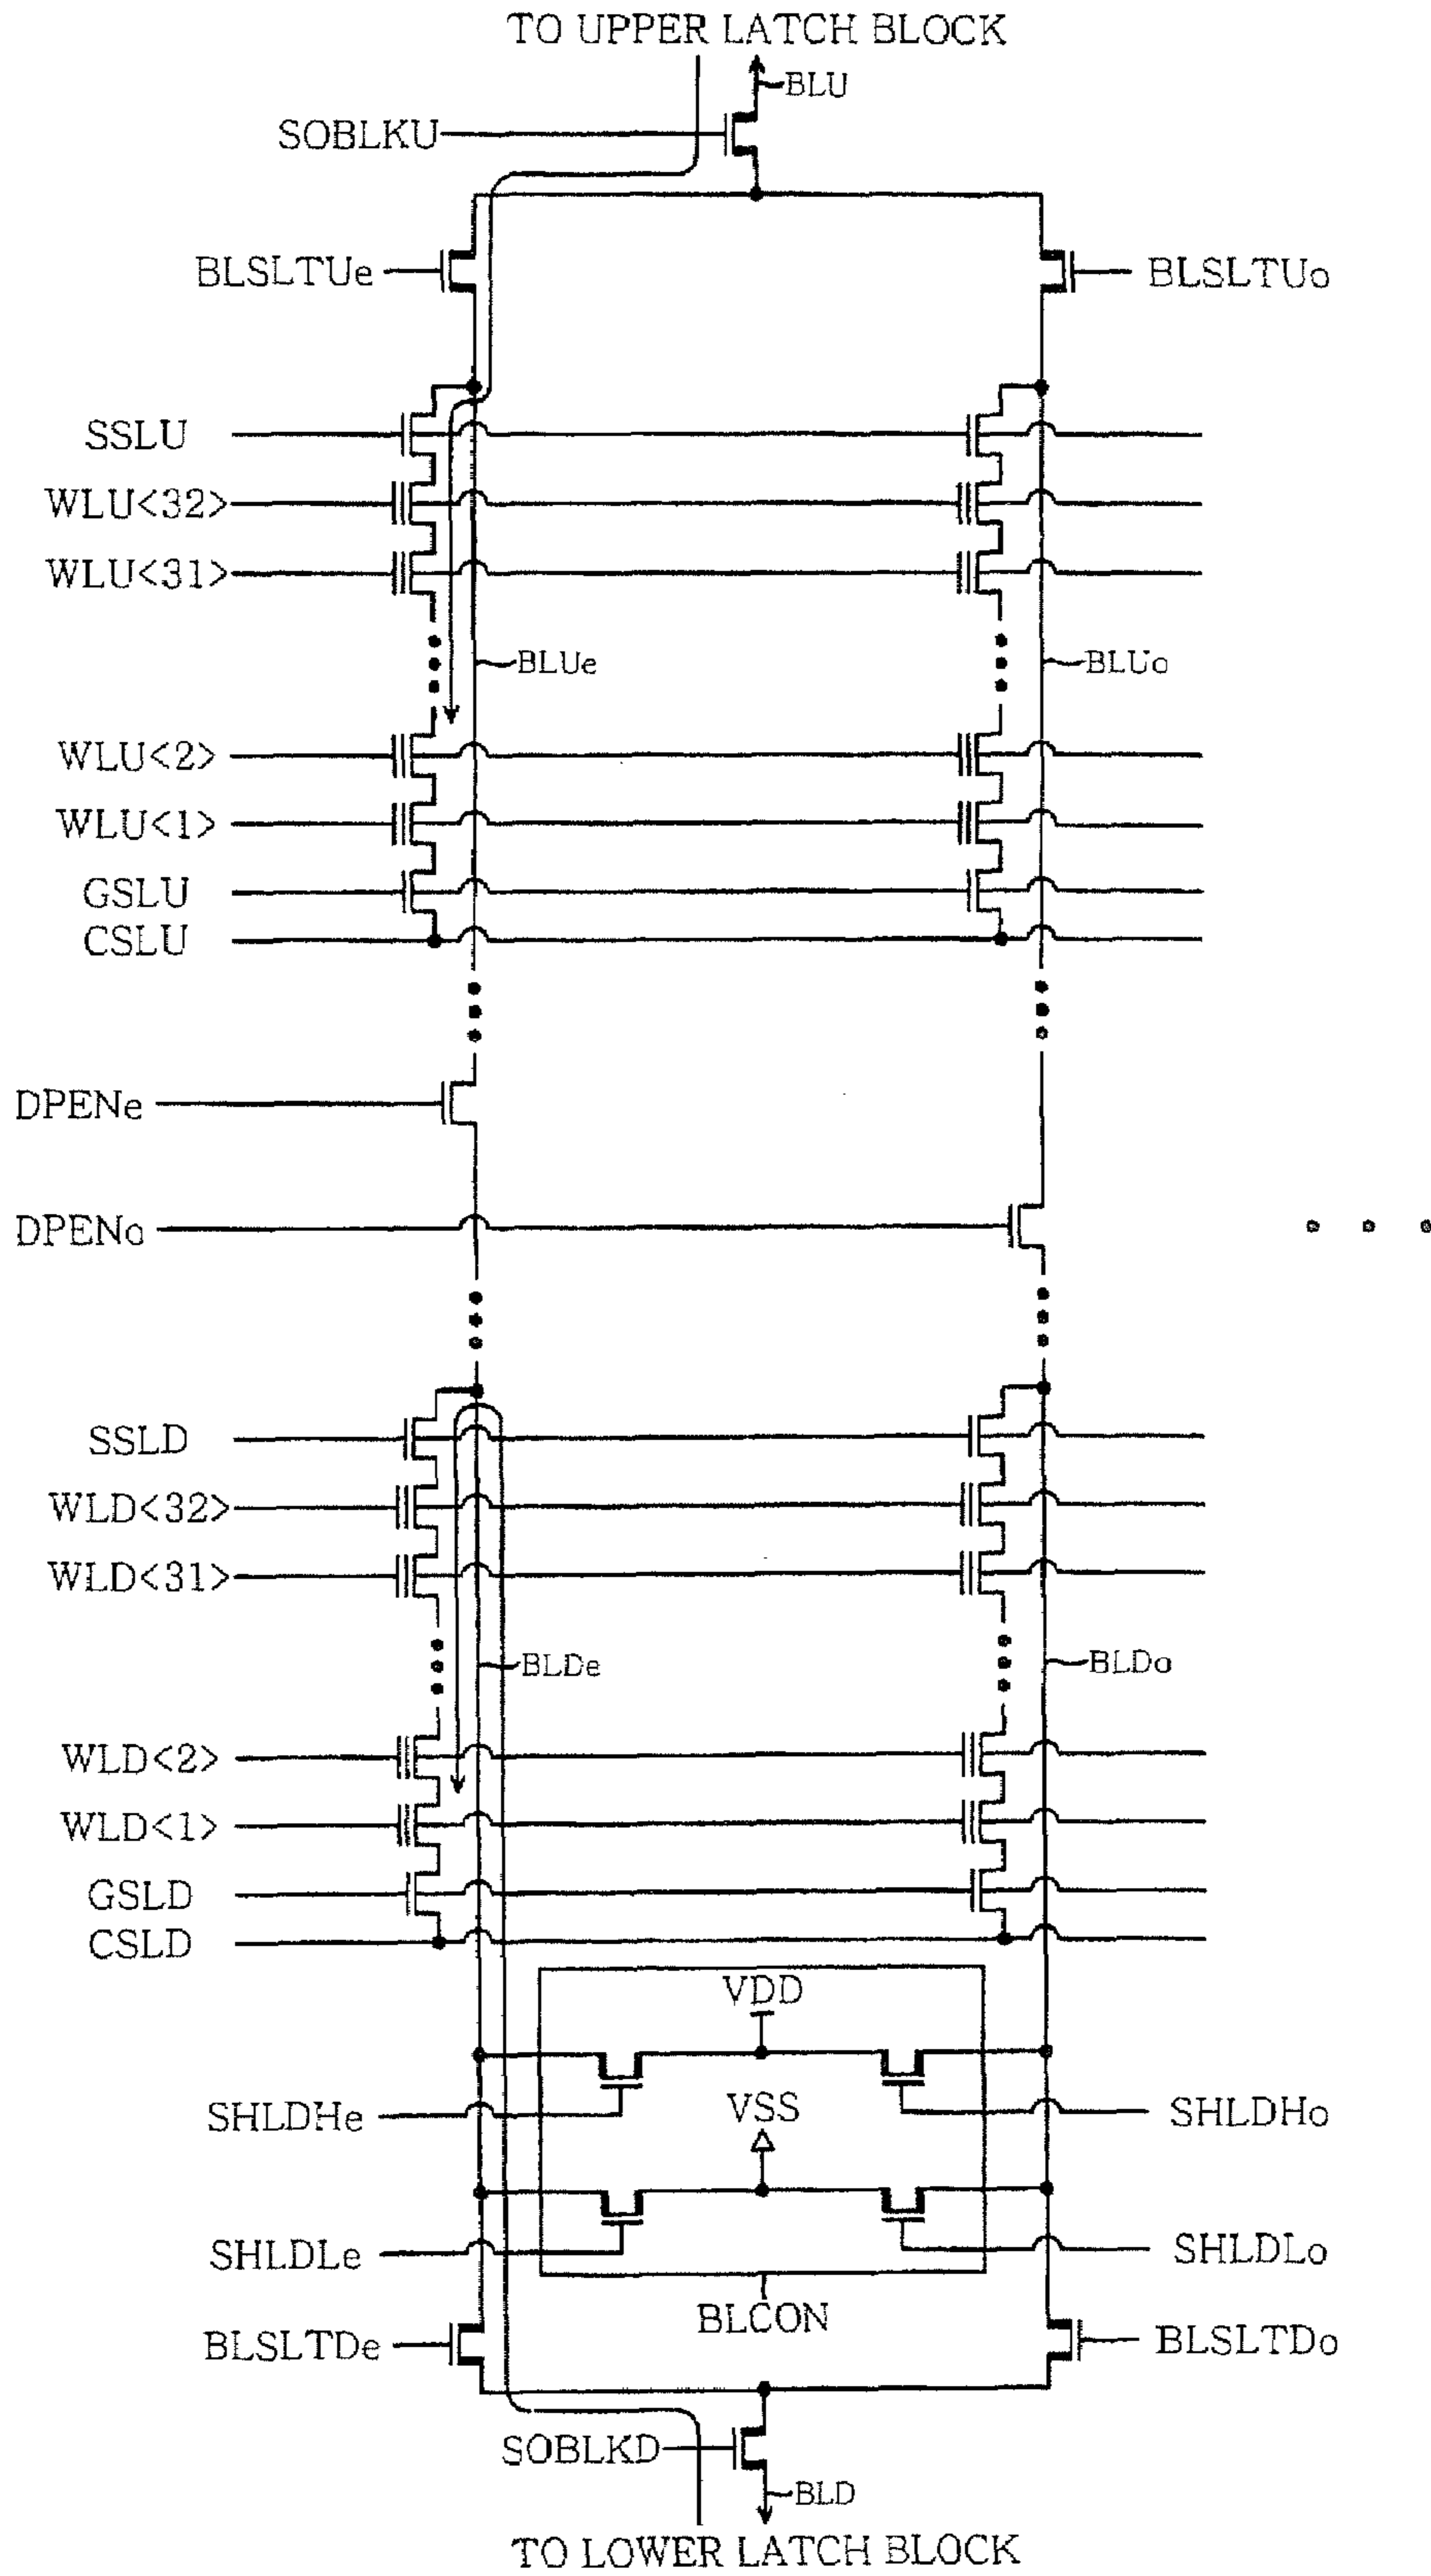 TO UPPER LATCH BLOCK
BLU
SOBLKU
BLSLTUe
BLSLTUo
SSLU
WLU<32>
WLU<31>
BLUe
BLUo
WLU<2>
WLU<1>
GSLU
CSLU
DPENe
DPENo
SSLD
WLD<32>
WLD<31>
BLDe
BLDo
WLD<2>
WLD<1>
GSLD
CSLD
VDD
SHLDHe
VSS
SHLDHo
SHLDLe
SHLDLo
BLCON
BLSLTDe
BLSLTDo
SOBLKD
BLD
TO LOWER LATCH BLOCK